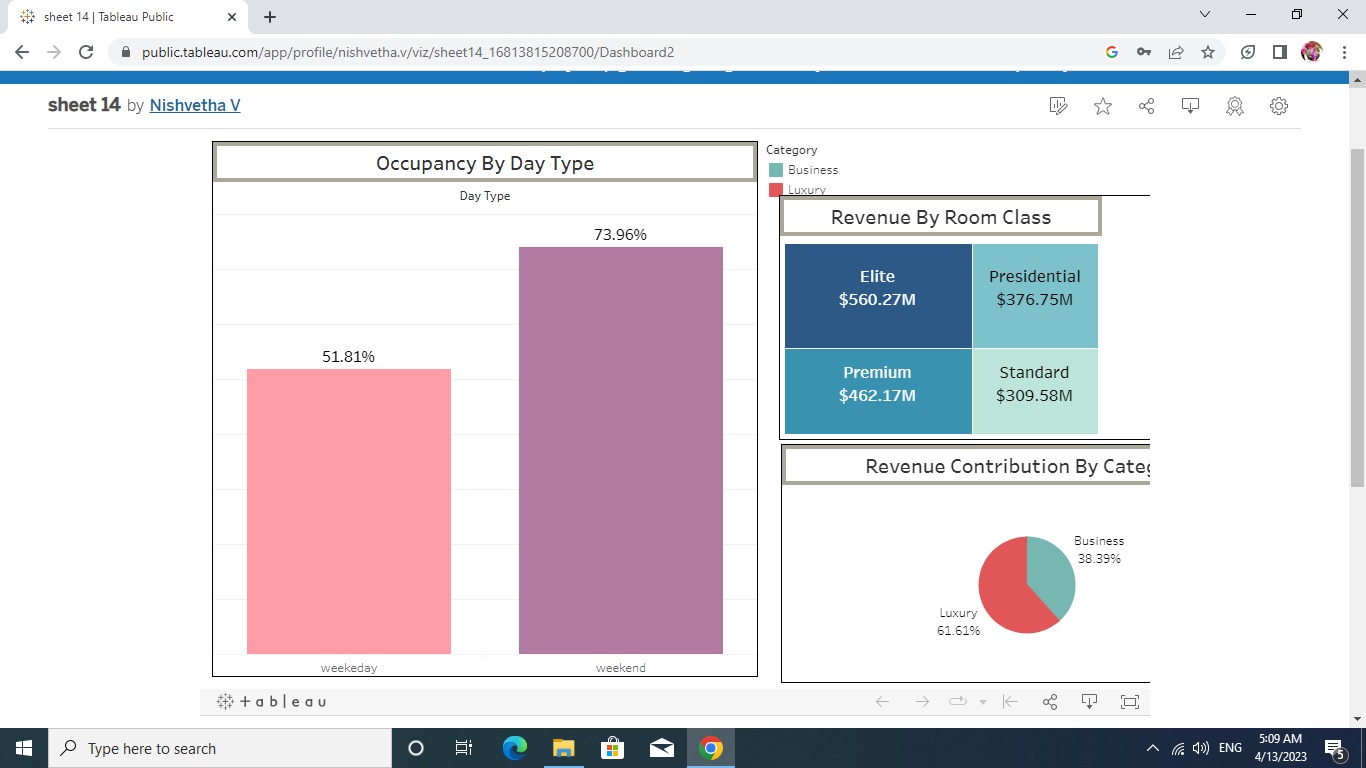 sheet 14 | Tableau Public
public.tableau.com/app/profile/nishvetha.v/viz/sheet14_16813815208700/Dashboard2
sheet 14 by Nishvetha V
Occupancy By Day Type
Day Type
73.96%
51.81%
weekeday
weekend
Category
Business
Luxury
Revenue By Room Class
Elite
$560.27M
Presidential
$376.75M
Premium
$462.17M
Standard
$309.58M
Revenue Contribution By Categ
Business
38.39%
Luxury
61.61%
+ a b l e a u
Type here to search
ENG
5:09 AM
4/13/2023
5